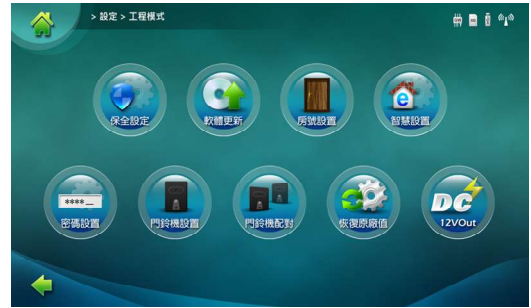 > 設定 > 工程模式
保全設定
軟體更新
房號設置
智慧設置
****_
密碼設置
門鈴機設置
門鈴機配對
恢復原廠值
DC
12VOut